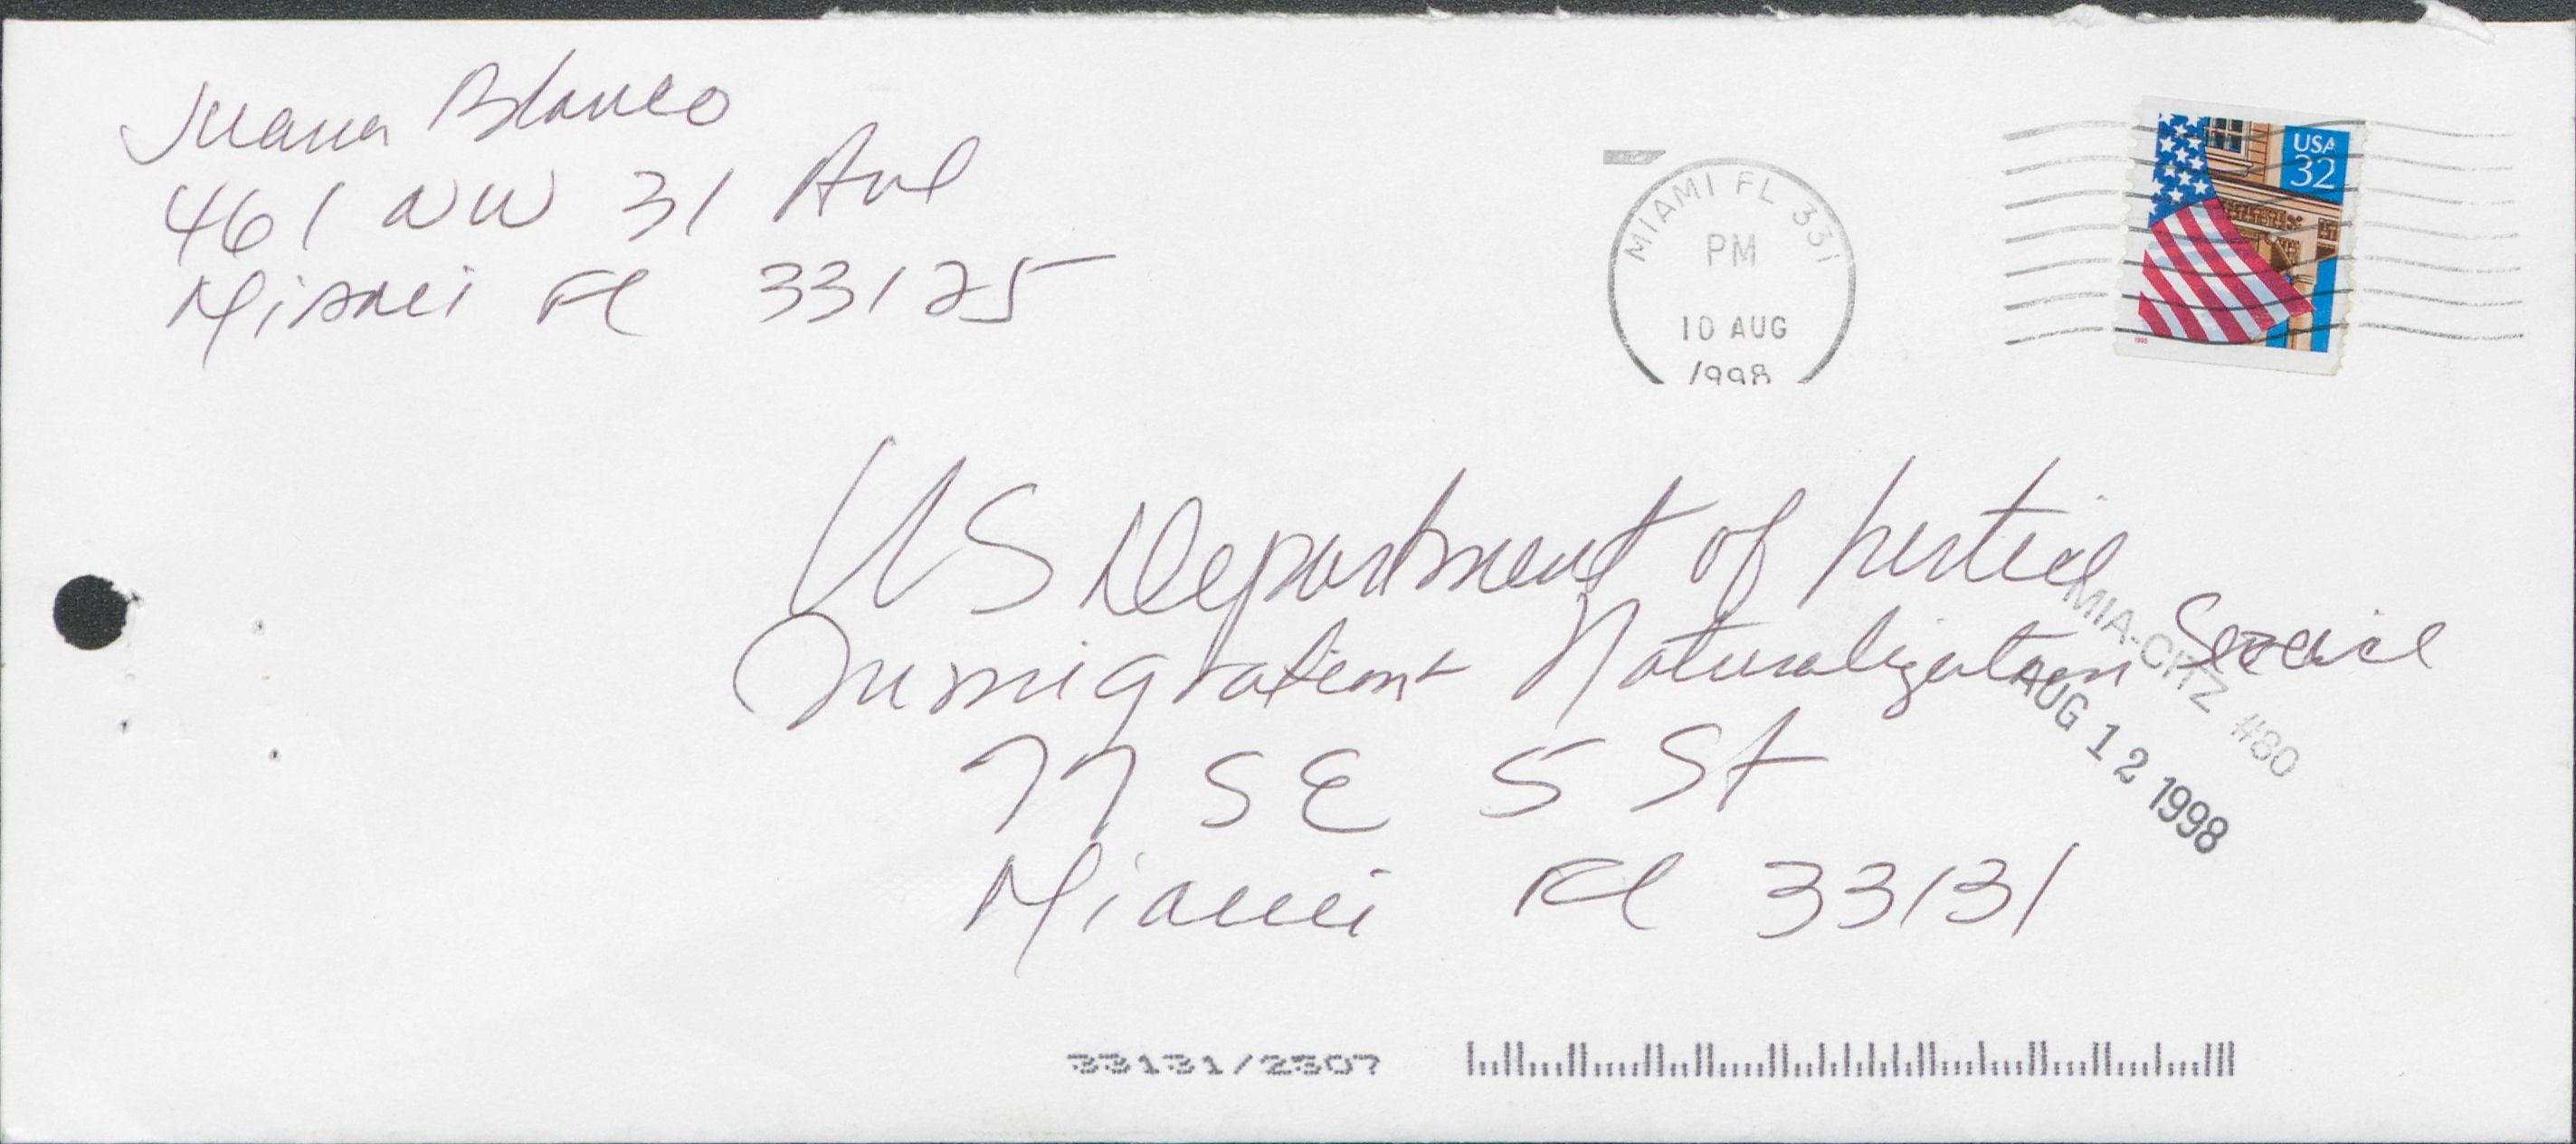 Juana Blanco
461 NW 31 Ave
Miami Fl 33125
MIAMI FL 331
PM
10 AUG
1998
USA
32
1995
US Department of Justice
Immigration + Naturalization Service
77 SE 5 St
Miami Fl 33131
MIA-CITZ #80
AUG 12 1998
33131/2507